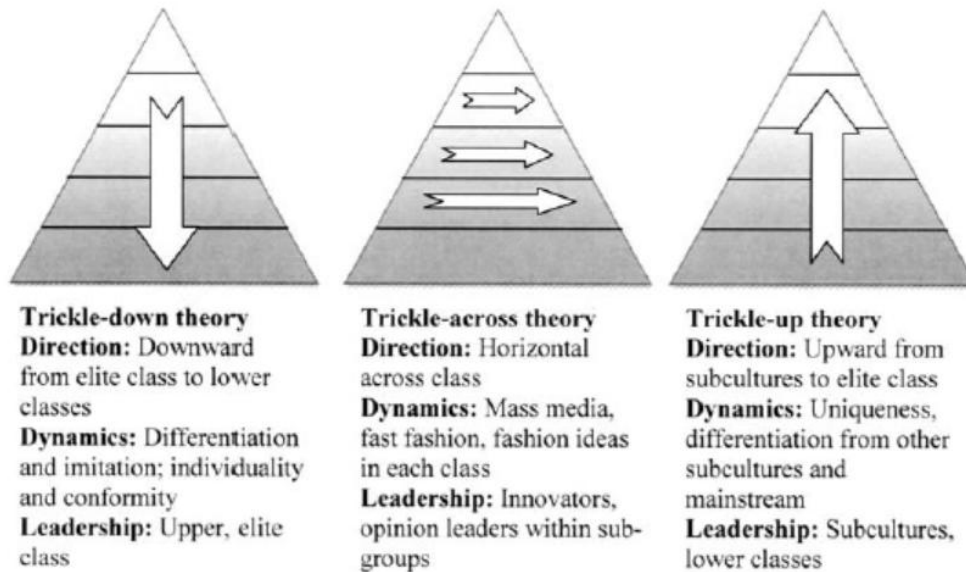 Trickle-down theory
Direction: Downward
from elite class to lower
classes
Dynamics: Differentiation
and imitation; individuality
and conformity
Leadership: Upper, elite
class
Trickle-across theory
Direction: Horizontal
across class
Dynamics: Mass media,
fast fashion, fashion ideas
in each class
Leadership: Innovators,
opinion leaders within sub-
groups
Trickle-up theory
Direction: Upward from
subcultures to elite class
Dynamics: Uniqueness,
differentiation from other
subcultures and
mainstream
Leadership: Subcultures,
lower classes